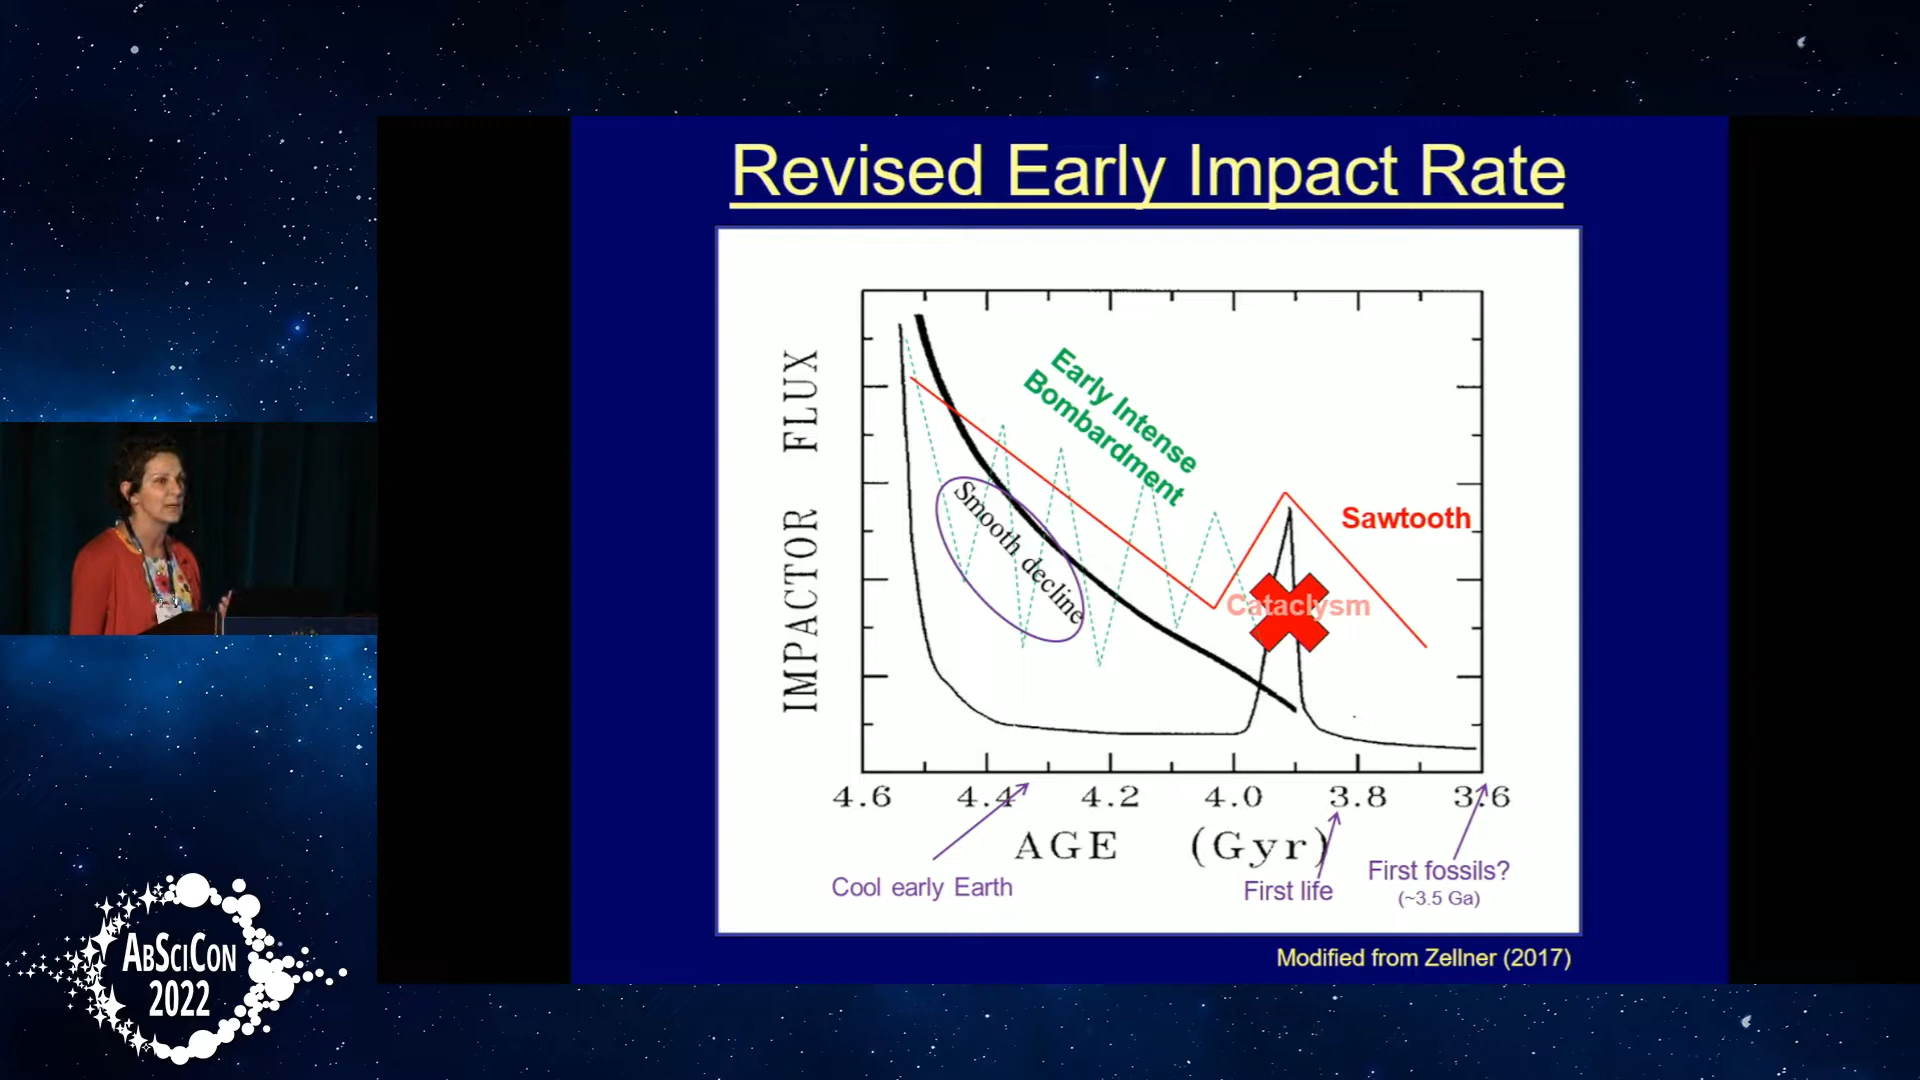 Revised Early Impact Rate
IMPACTOR FLUX
Early Intense
Bombardment
Smooth decline
Sawtooth
Cataclysm
4.6 4.4 4.2 4.0 3.8 3.6
AGE (Gyr)
Cool early Earth
First life
First fossils?
(~3.5 Ga)
Modified from Zellner (2017)
ABSCICON
2022